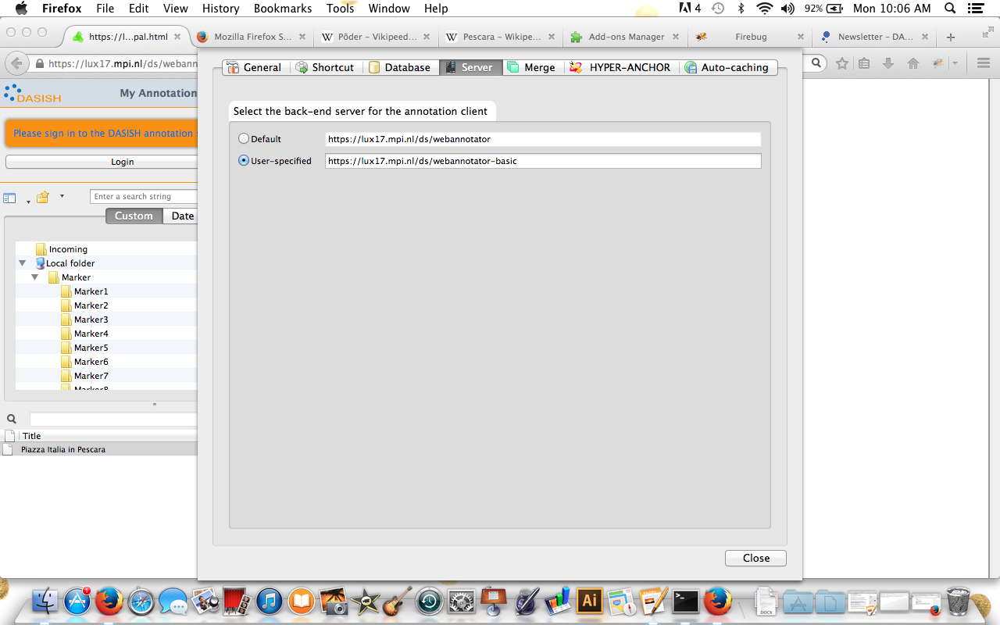 Firefox File Edit View History Bookmarks Tools Window Help 4 92% Mon 10:06 AM
https://l...pal.html Mozilla Firefox S... Põder – Vikipeed... Pescara – Wikipe... Add-ons Manager Firebug Newsletter – DA...
https://lux17.mpi.nl/ds/webann
General Shortcut Database Server Merge HYPER-ANCHOR Auto-caching
DASISH My Annotation
Select the back-end server for the annotation client
Please sign in to the DASISH annotation
Default https://lux17.mpi.nl/ds/webannotator
Login
User-specified https://lux17.mpi.nl/ds/webannotator-basic
Enter a search string
Custom Date
Incoming
Local folder
Marker
Marker1
Marker2
Marker3
Marker4
Marker5
Marker6
Marker7
Marker8
Title
Piazza Italia in Pescara
Close
1
Ai
DOCX